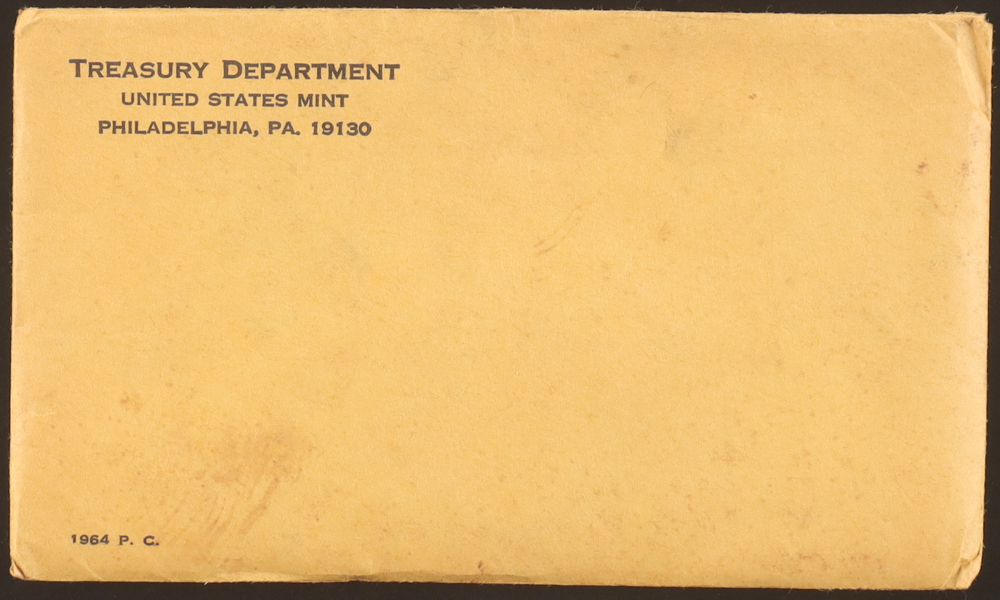 TREASURY DEPARTMENT
UNITED STATES MINT
PHILADELPHIA, PA. 19130
1964 P. C.